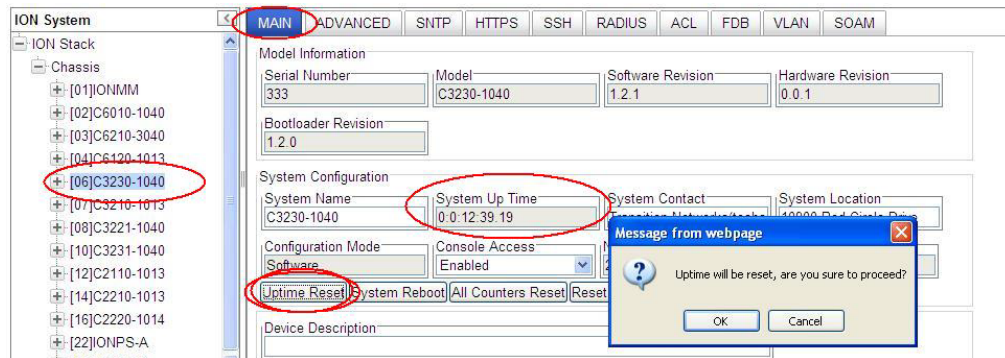 ION System
ION Stack
Chassis
[01]IONMM
[02]C6010-1040
[03]C6210-3040
[04]C6120-1013
[06]C3230-1040
[07]C3210-1013
[08]C3221-1040
[10]C3231-1040
[12]C2110-1013
[14]C2210-1013
[16]C2220-1014
[22]IONPS-A
MAIN ADVANCED SNTP HTTPS SSH RADIUS ACL FDB VLAN SOAM
Model Information
Serial Number Model Software Revision Hardware Revision
333 C3230-1040 1.2.1 0.0.1
Bootloader Revision
1.2.0
System Configuration
System Name System Up Time System Contact System Location
C3230-1040 0:0:12:39.19
Configuration Mode Console Access
Software Enabled
Uptime Reset System Reboot All Counters Reset Reset
Device Description
Message from webpage
Uptime will be reset, are you sure to proceed?
OK Cancel